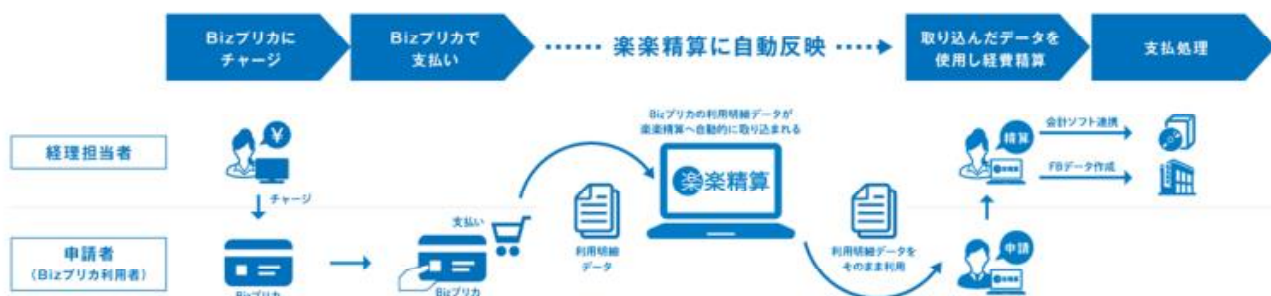 Bizプリカに
チャージ
Bizプリカで
支払い
楽楽精算に自動反映
取り込んだデータを
使用し経費精算
支払処理
経理担当者
¥
チャージ
Bizプリカの利用明細データが
楽楽精算へ自動的に取り込まれる
楽楽精算
精算
会計ソフト連携
FBデータ作成
申請者
(Bizプリカ利用者)
Bizプリカ
支払い
Bizプリカ
利用明細
データ
利用明細データを
そのまま利用
申請